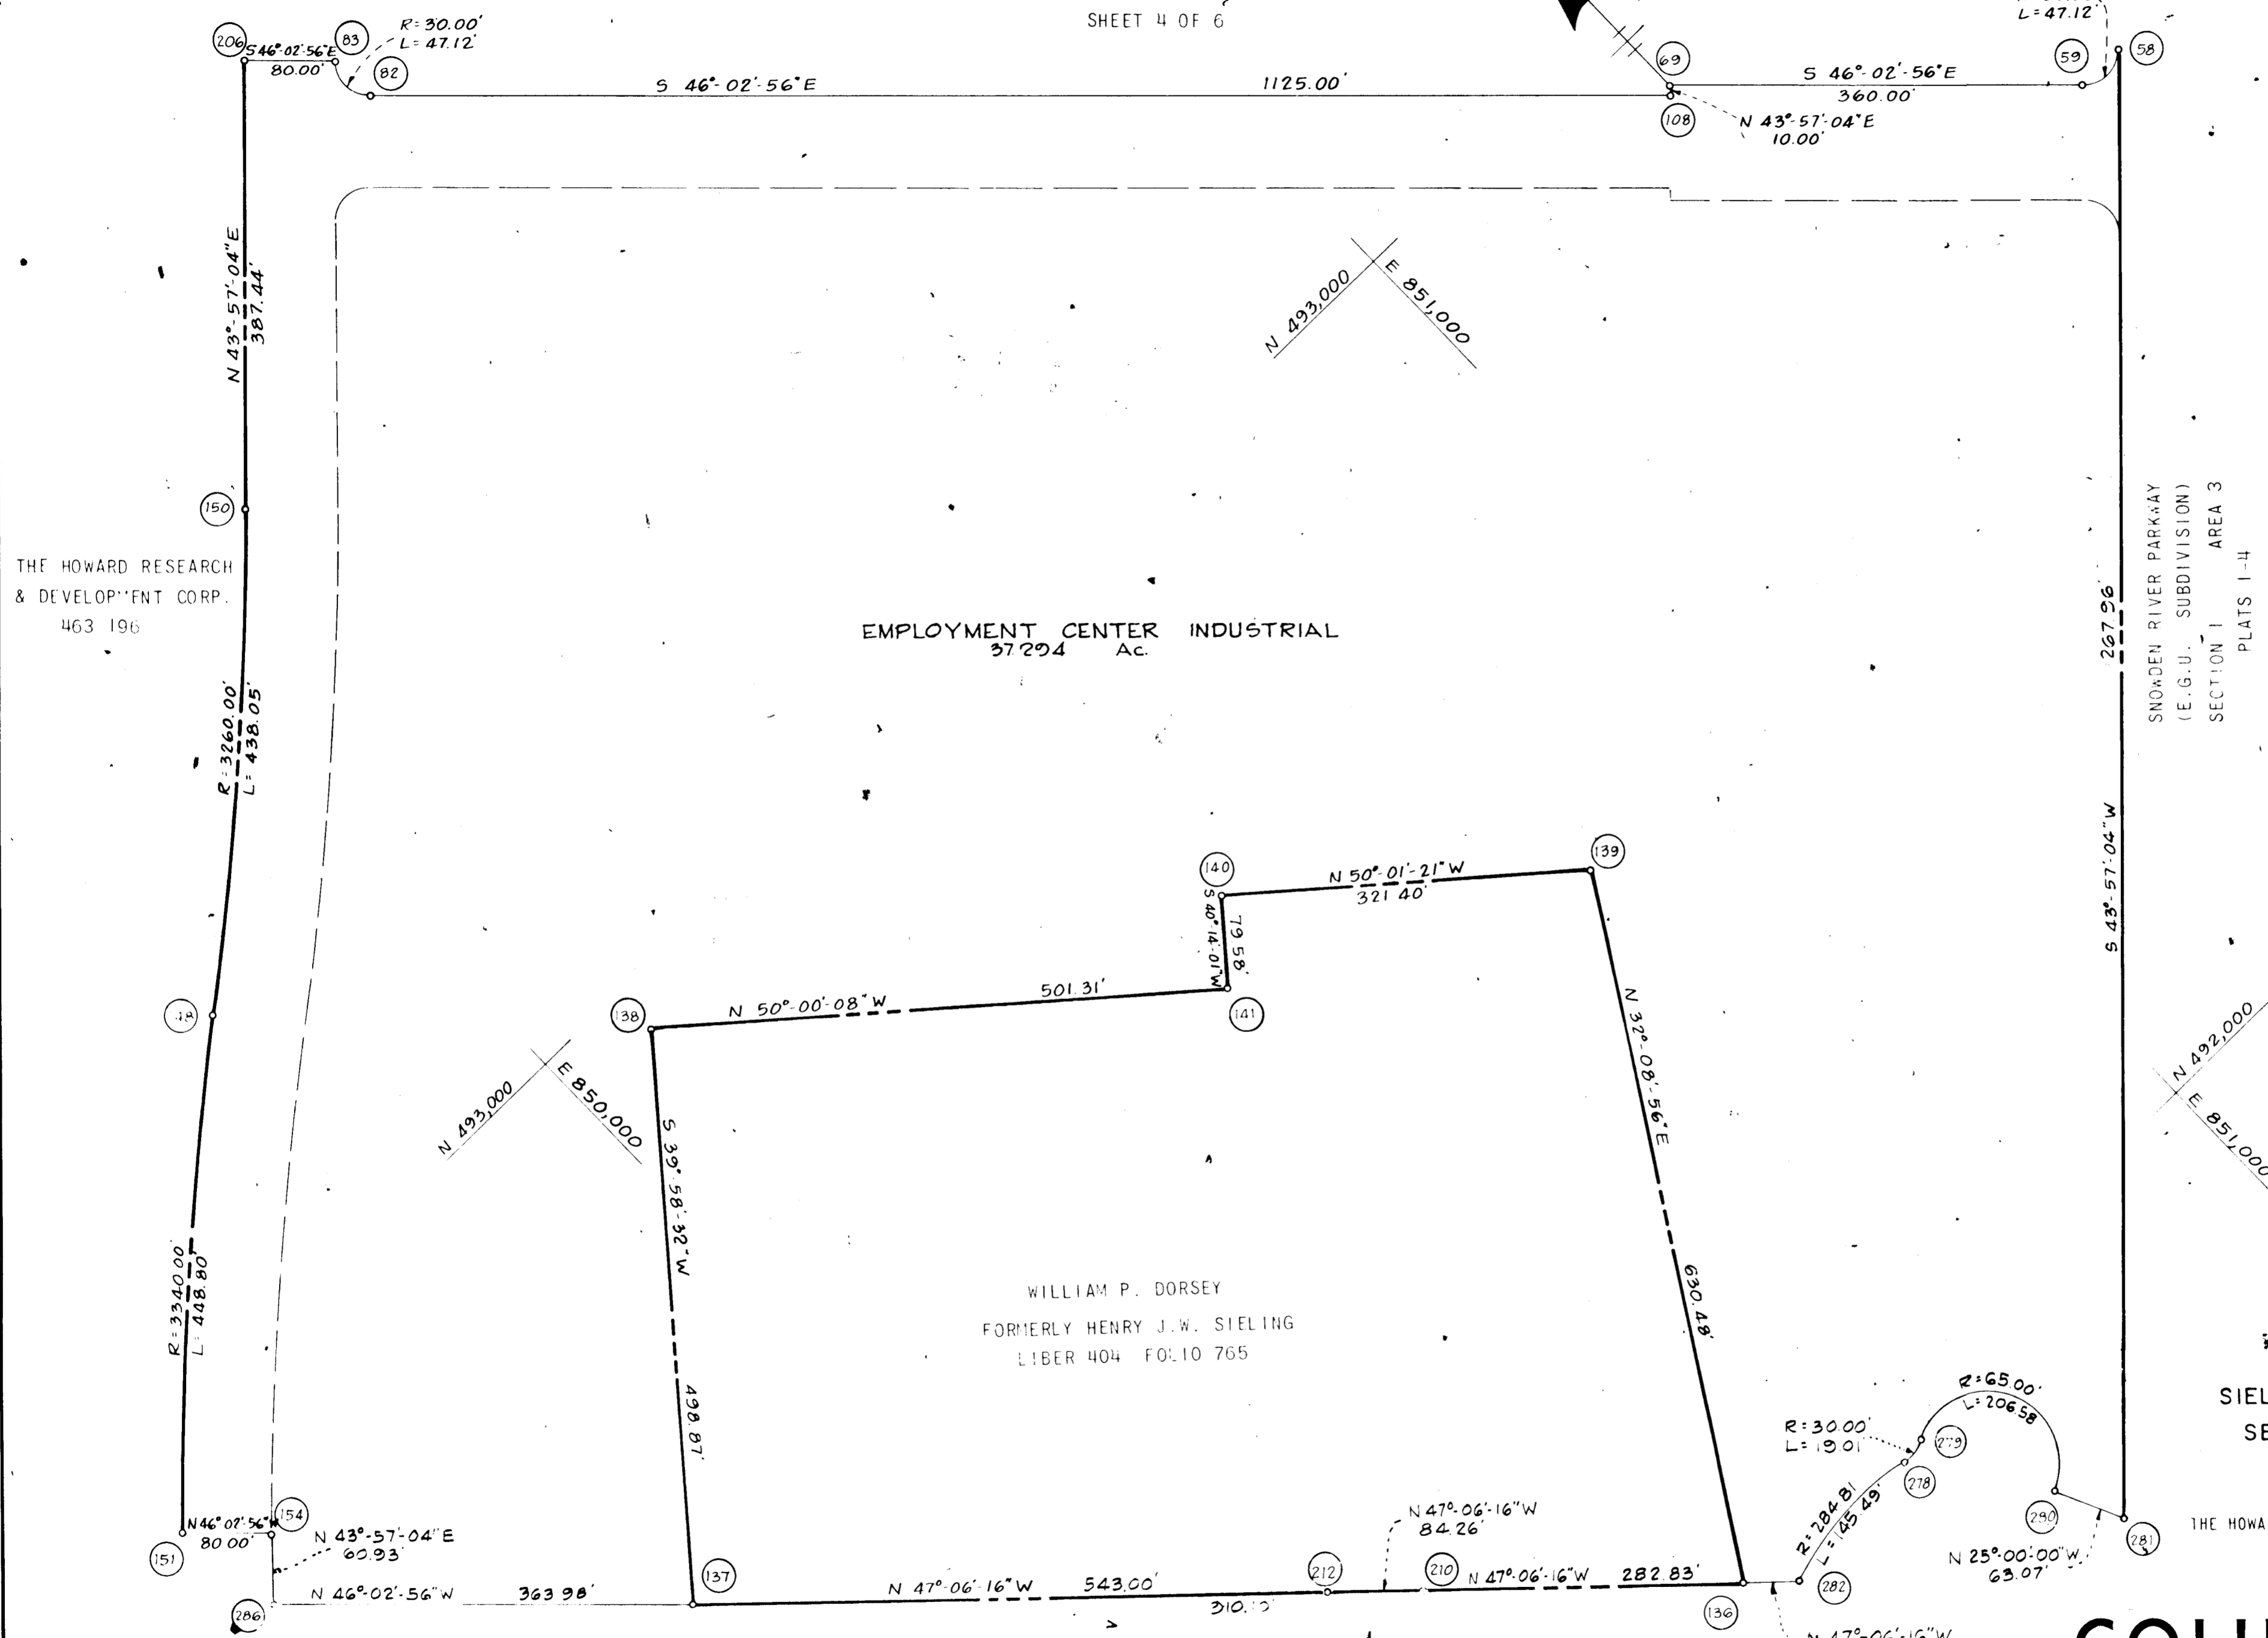 SHEET 4 OF 6
R=30.00'
L=47.12'
L=47.12'
206
S 46°-02'-56"E
80.00'
83
82
S 46°-02'-56"E
1125.00'
69
108
N 43°-57'-04"E
10.00'
S 46°-02'-56"E
360.00'
59
58
N 43°-57'-04"E
387.44'
N 493,000
E 851,000
150
THE HOWARD RESEARCH
& DEVELOP''ENT CORP.
463 196
EMPLOYMENT CENTER INDUSTRIAL
37.294 Ac.
267.96'
S 43°-57'-04"W
SNOWDEN RIVER PARKWAY
(E.G.U. SUBDIVISION)
SECTION 1 AREA 3
PLATS 1-4
R=3260.00'
L=438.05'
140
N 50°-01'-21"W
321.40'
139
S 40°-14'-01"W
79.58'
138
N 50°-00'-08"W
501.31'
141
N 493,000
E 850,000
N 492,000
E 851,000
N 32°-08'-56"E
630.48'
S 39°-58'-32"W
498.87'
R=3340.00'
L=448.80'
WILLIAM P. DORSEY
FORMERLY HENRY J.W. SIELING
LIBER 404 FOLIO 765
R=65.00'
L=206.58
R=30.00'
L=19.01'
279
278
R=284.81
L=145.49'
280
281
N 25°-00'-00"W
63.07'
SIEL
SE
THE HOWA
N46°02'-56"W
80.00'
154
151
N 43°-57'-04"E
60.93'
N 46°-02'-56"W
363.98'
286
137
N 47°-06'-16"W
543.00'
212
N 47°-06'-16"W
84.26'
210
N 47°-06'-16"W
282.83'
136
282
N 47°-06'-16"W
COLU